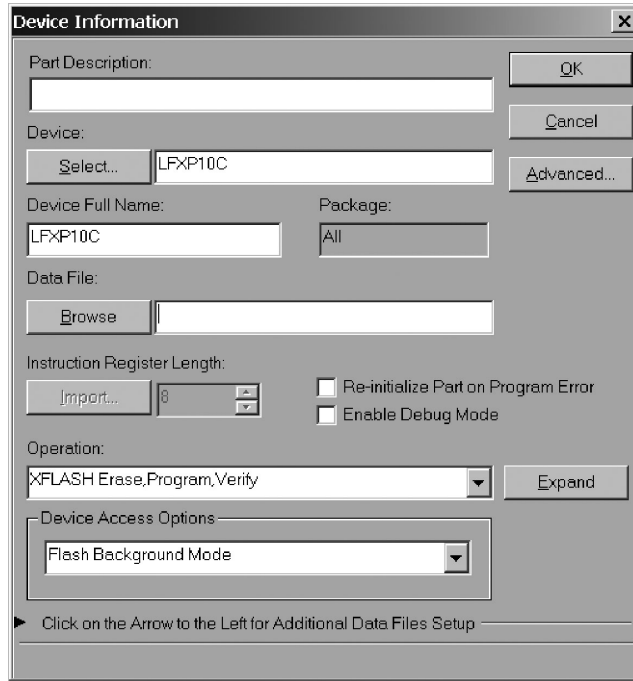 Device Information
Part Description:
OK
Cancel
Device:
Select... LFXP10C
Advanced...
Device Full Name: Package:
LFXP10C All
Data File:
Browse
Instruction Register Length:
Import... 8
Re-initialize Part on Program Error
Enable Debug Mode
Operation:
XFLASH Erase,Program,Verify Expand
Device Access Options
Flash Background Mode
Click on the Arrow to the Left for Additional Data Files Setup